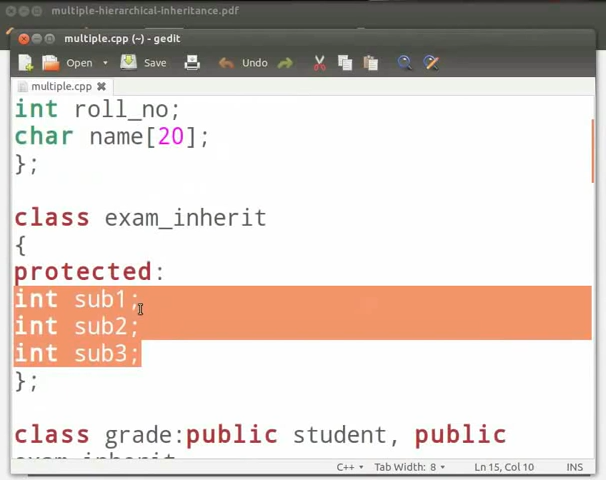 multiple-hierarchical-inheritance.pdf
multiple.cpp (~) - gedit
Open Save Undo
multiple.cpp
int roll_no;
char name[20];
};
class exam_inherit
{
protected:
int sub1;
int sub2;
int sub3;
};
class grade:public student, public
exam_inherit
C++ Tab Width: 8 Ln 15, Col 10 INS